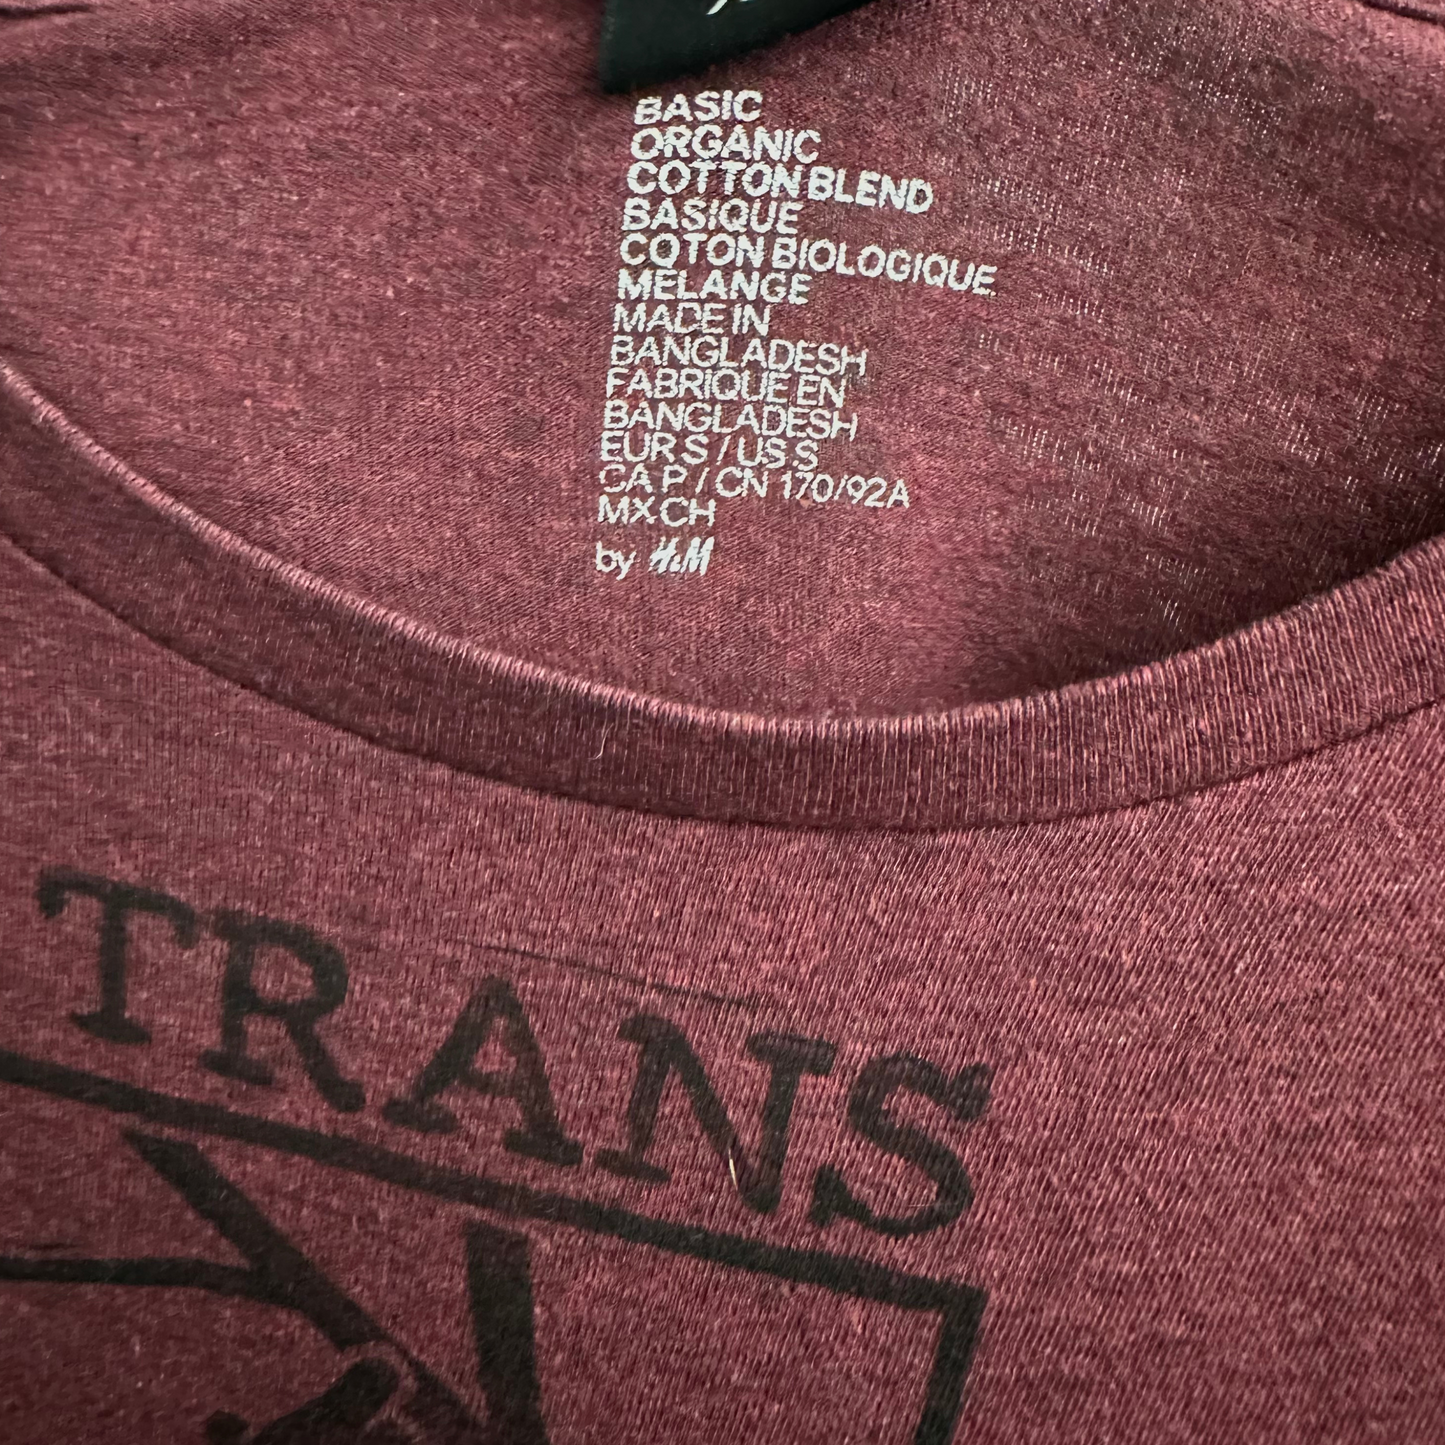 BASIC
ORGANIC
COTTON BLEND
BASIQUE
COTON BIOLOGIQUE
MELANGE
MADE IN
BANGLADESH
FABRIQUE EN
BANGLADESH
EUR S / US S
CA P / CN 170/92A
MX CH
by H&M
TRANS